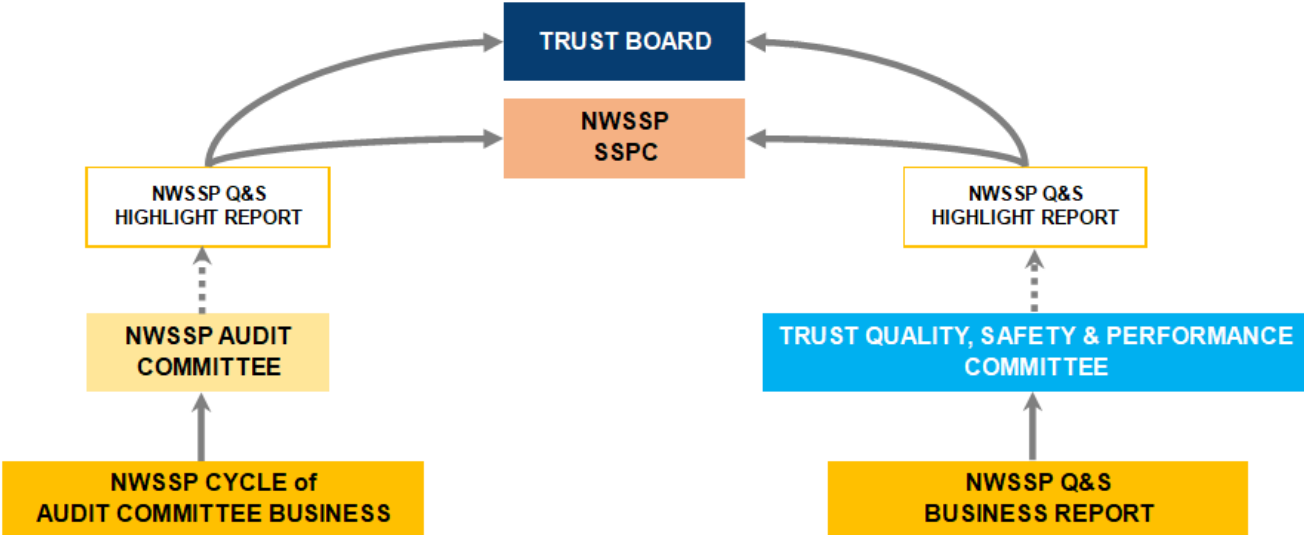 TRUST BOARD
NWSSP
SSPC
NWSSP Q&S
HIGHLIGHT REPORT
NWSSP Q&S
HIGHLIGHT REPORT
NWSSP AUDIT
COMMITTEE
TRUST QUALITY, SAFETY & PERFORMANCE
COMMITTEE
NWSSP CYCLE of
AUDIT COMMITTEE BUSINESS
NWSSP Q&S
BUSINESS REPORT